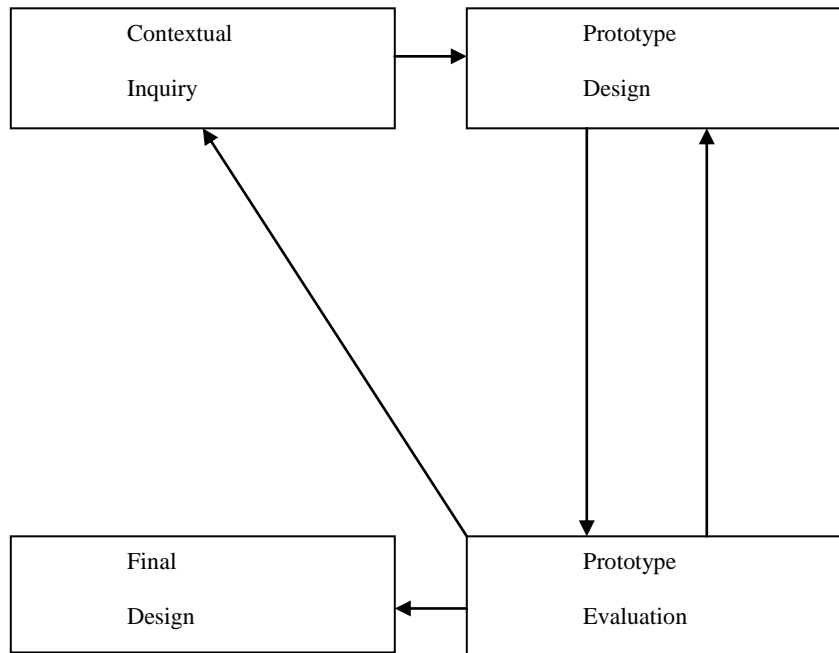 Contextual
Inquiry
Prototype
Design
Final
Design
Prototype
Evaluation